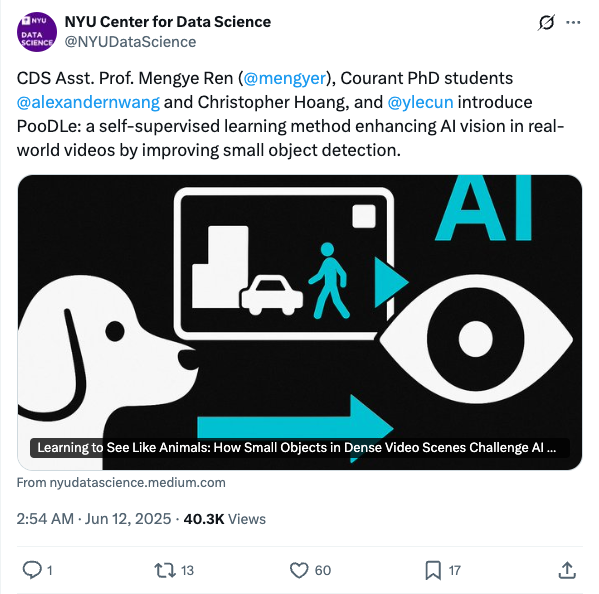 NYU
DATA
SCIENCE
NYU Center for Data Science
@NYUDataScience
CDS Asst. Prof. Mengye Ren (@mengyer), Courant PhD students
@alexandernwang and Christopher Hoang, and @ylecun introduce
PooDLe: a self-supervised learning method enhancing AI vision in real-
world videos by improving small object detection.
AI
Learning to See Like Animals: How Small Objects in Dense Video Scenes Challenge AI ...
From nyudatascience.medium.com
2:54 AM · Jun 12, 2025 · 40.3K Views
1 13 60 17